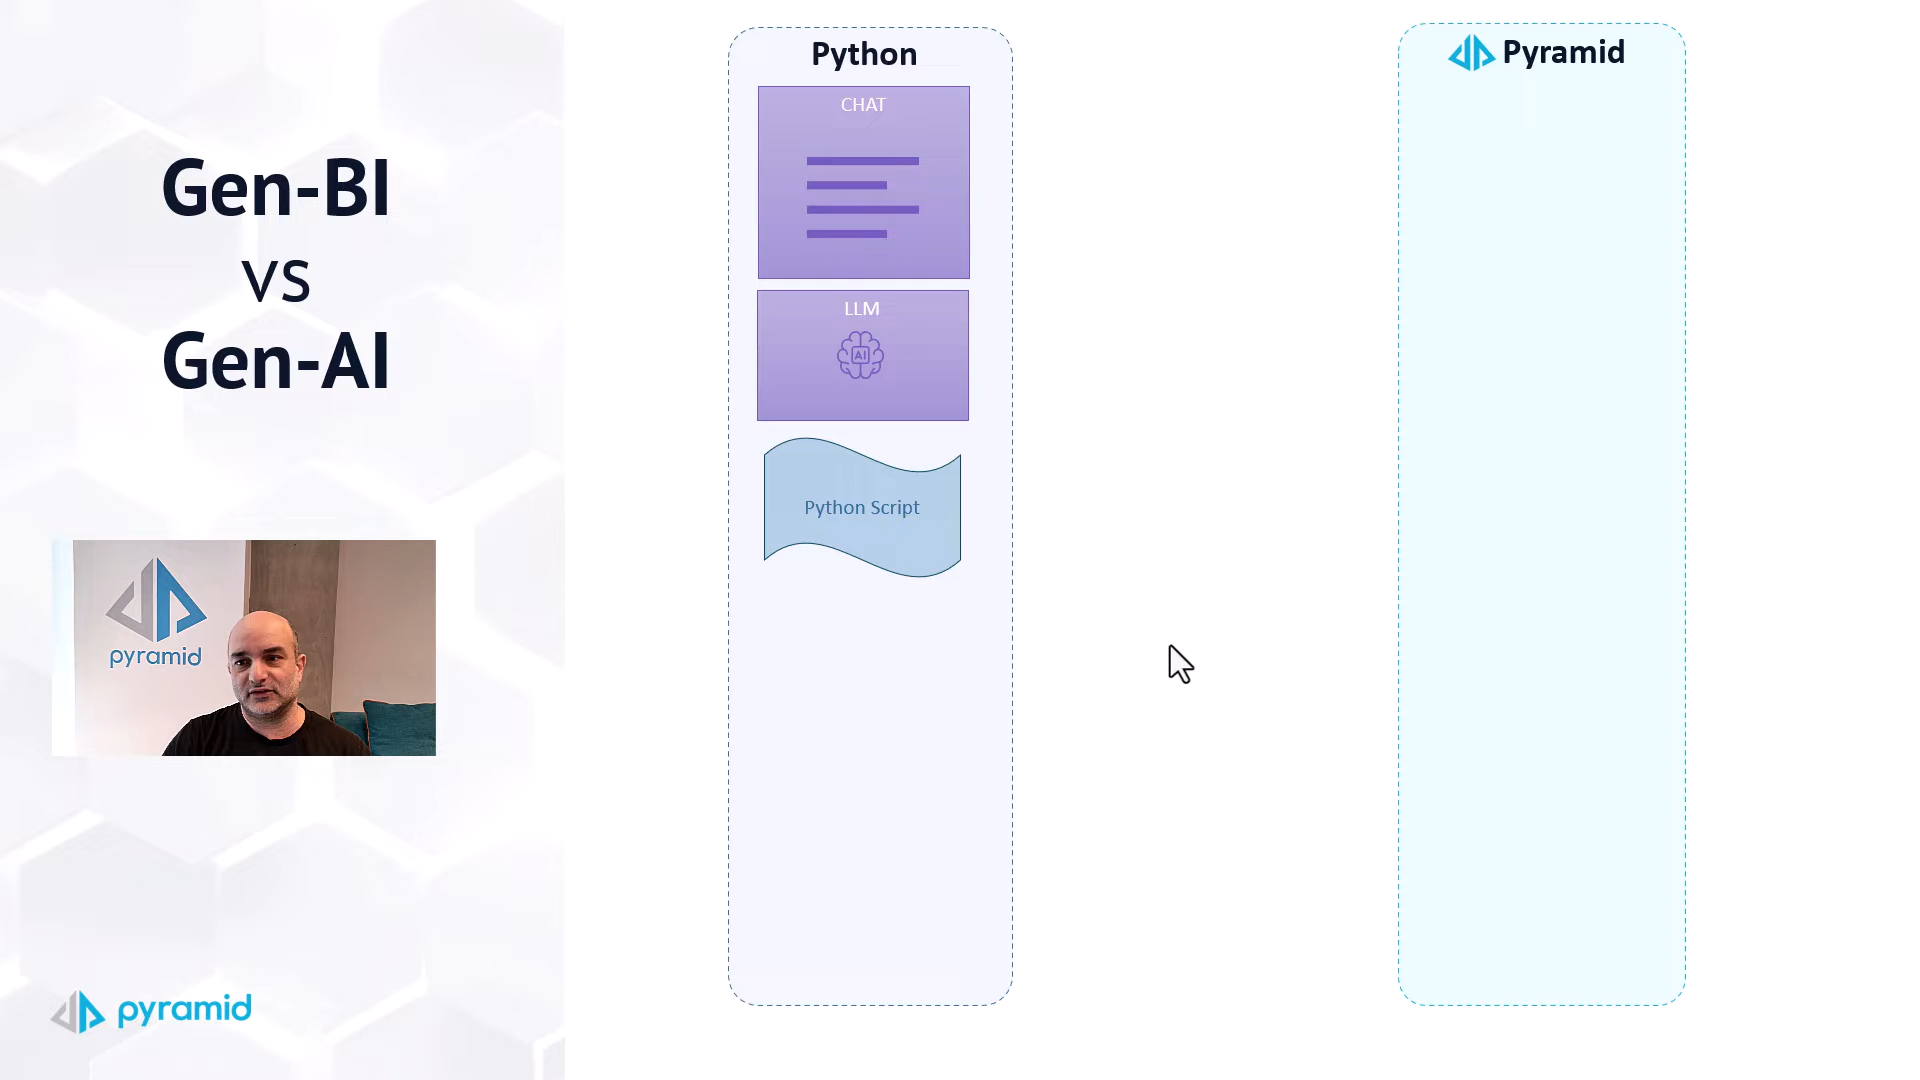 Gen-BI
vs
Gen-AI
pyramid
pyramid
Python
CHAT
LLM
AI
Python Script
Pyramid